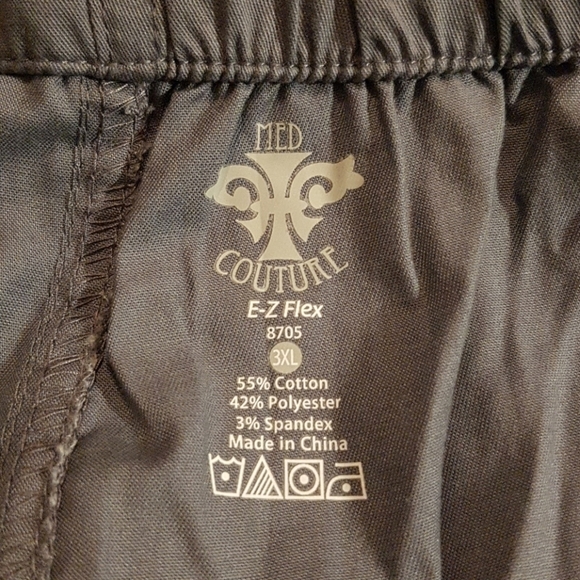 MED
COUTURE
E-Z Flex
8705
3XL
55% Cotton
42% Polyester
3% Spandex
Made in China